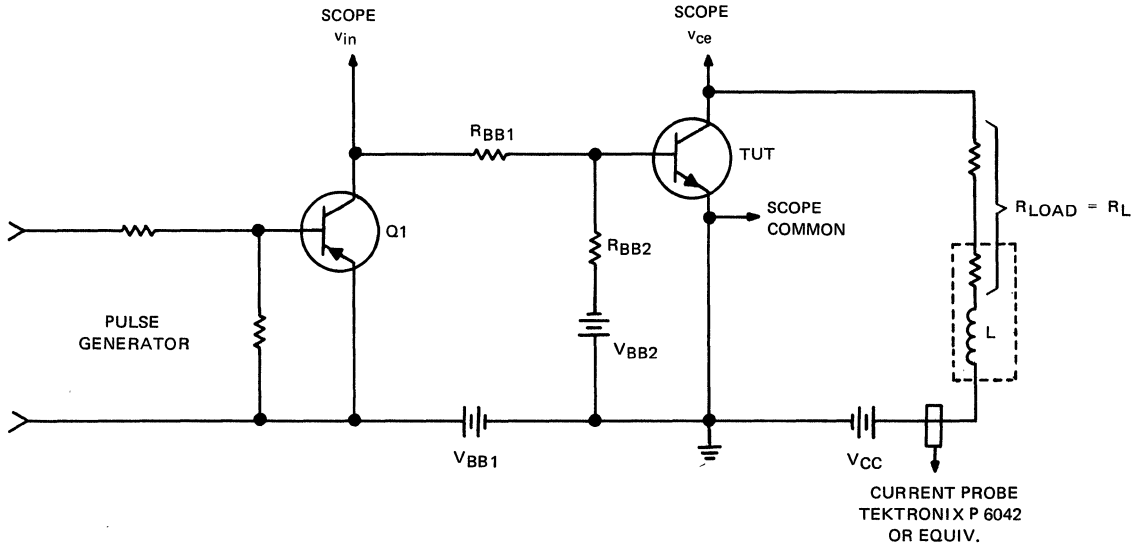 SCOPE
vin
SCOPE
vce
RBB1
TUT
Q1
SCOPE
COMMON
RLOAD = RL
RBB2
PULSE
GENERATOR
VBB2
L
VBB1
VCC
CURRENT PROBE
TEKTRONIX P 6042
OR EQUIV.